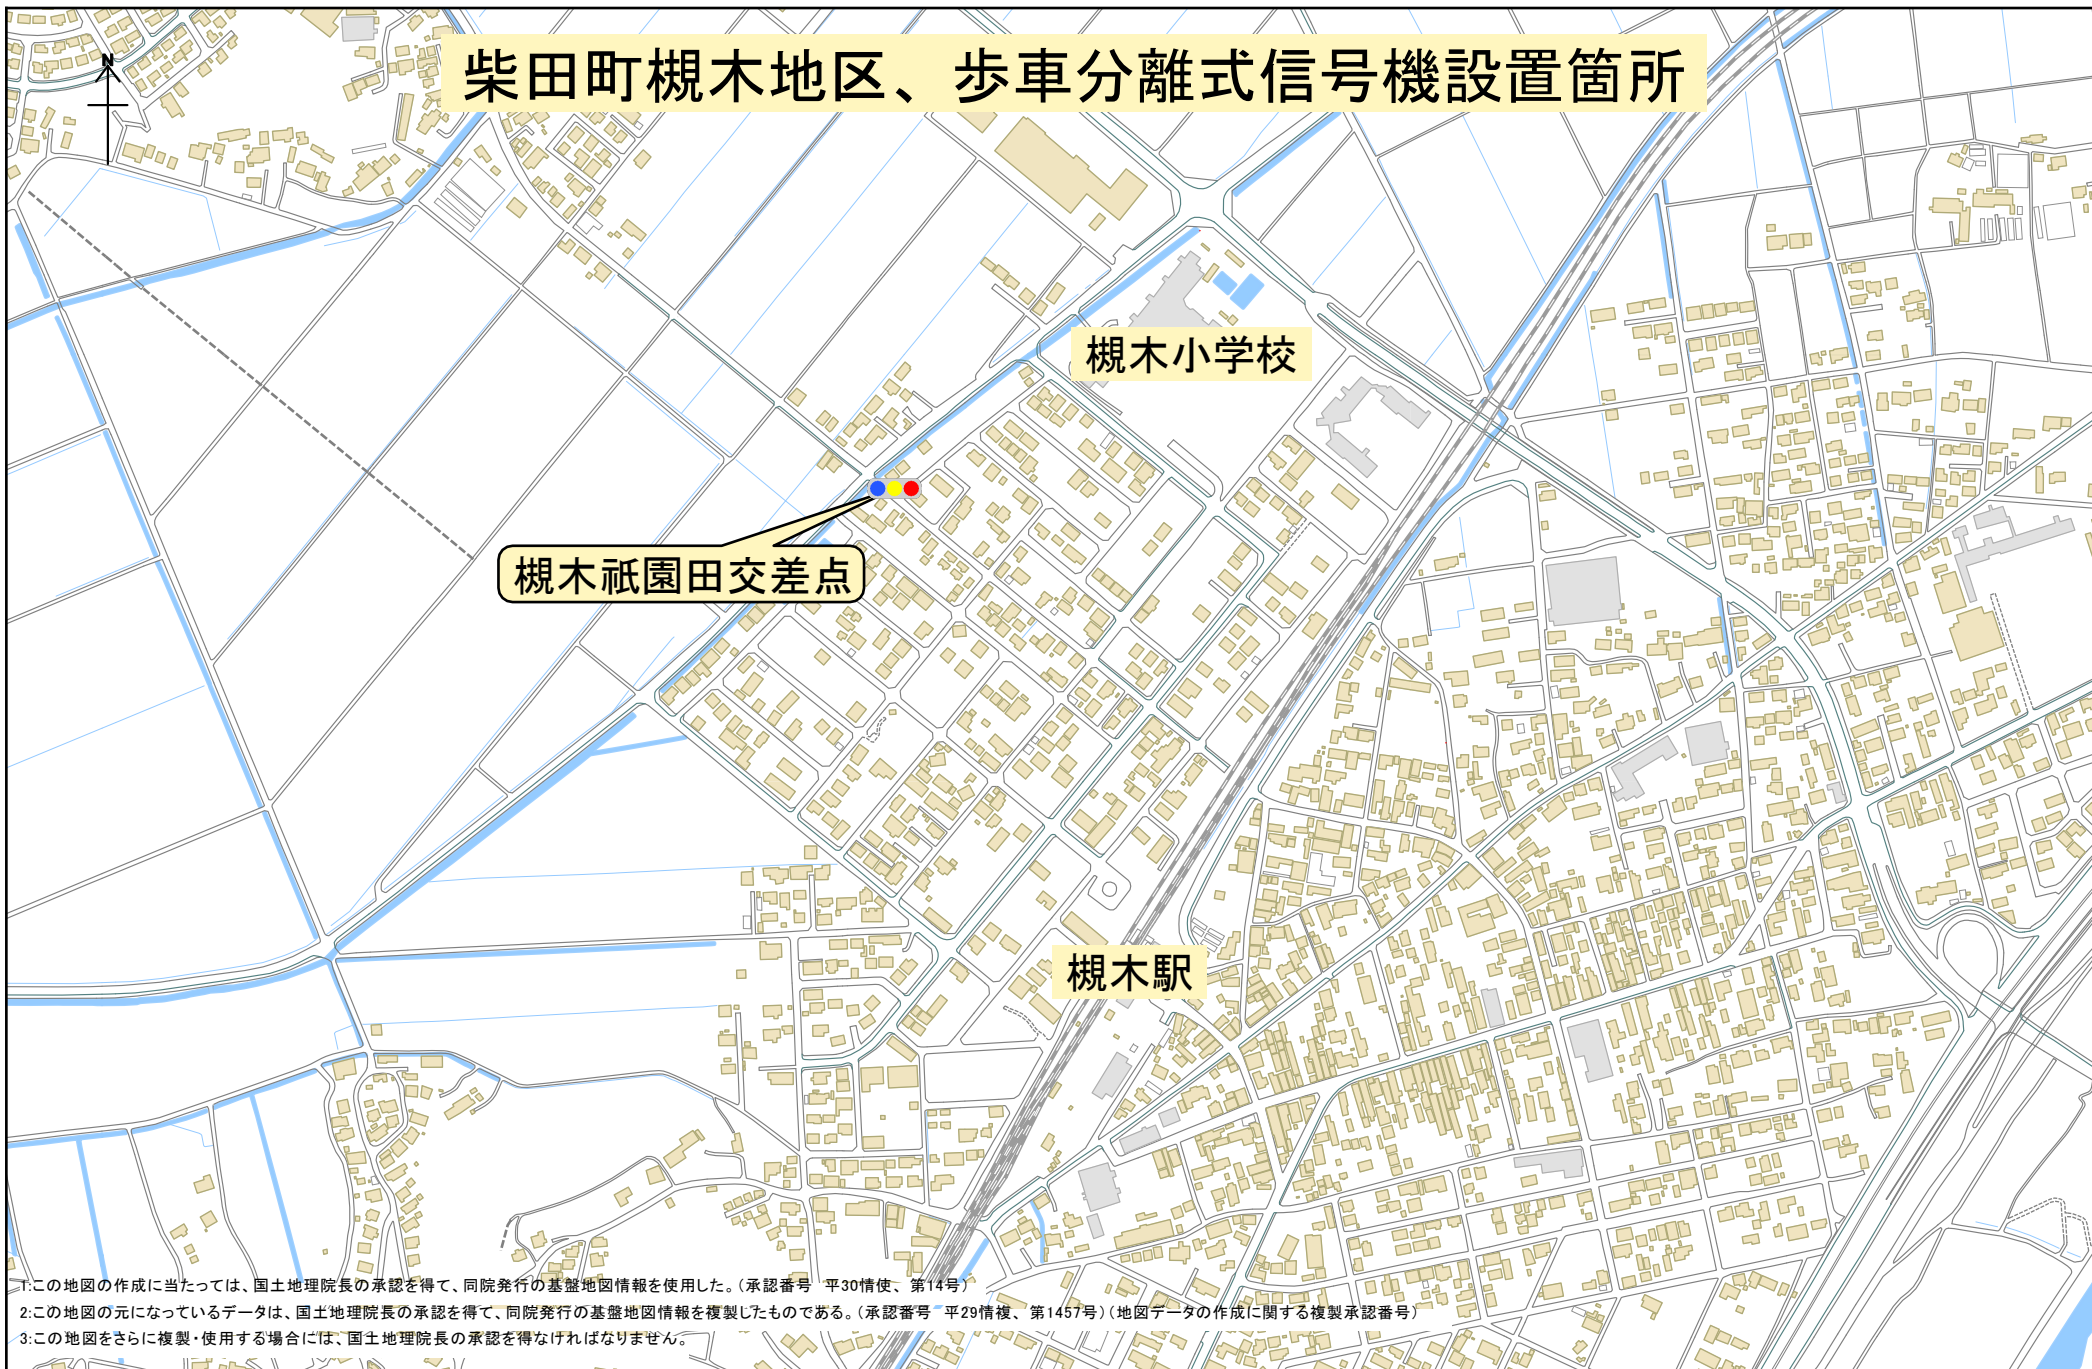 柴田町槻木地区、歩車分離式信号機設置箇所
N
槻木小学校
槻木祇園田交差点
槻木駅
1:この地図の作成に当たっては、国土地理院長の承認を得て、同院発行の基盤地図情報を使用した。(承認番号 平30情使、第14号)
2:この地図の元になっているデータは、国土地理院長の承認を得て、同院発行の基盤地図情報を複製したものである。(承認番号 平29情複、第1457号)(地図データの作成に関する複製承認番号)
3:この地図をさらに複製・使用する場合には、国土地理院長の承認を得なければなりません。